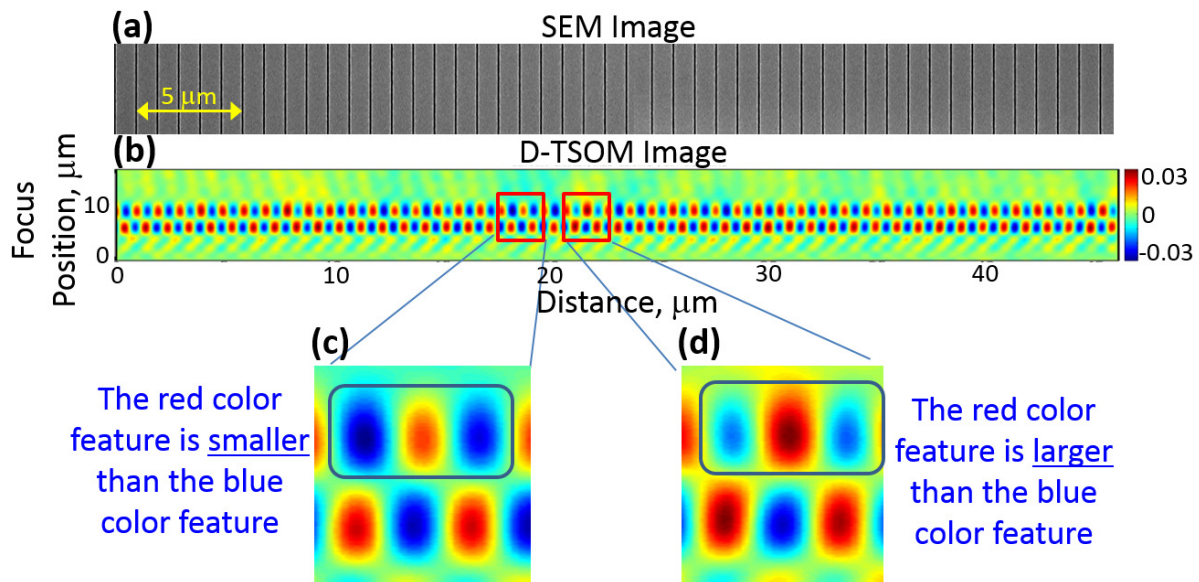 (a)
SEM Image
5 μm
(b)
D-TSOM Image
Focus
Position, μm
10
0
0.03
0
-0.03
0
10
20
30
40
Distance, μm
(c)
The red color
feature is smaller
than the blue
color feature
(d)
The red color
feature is larger
than the blue
color feature